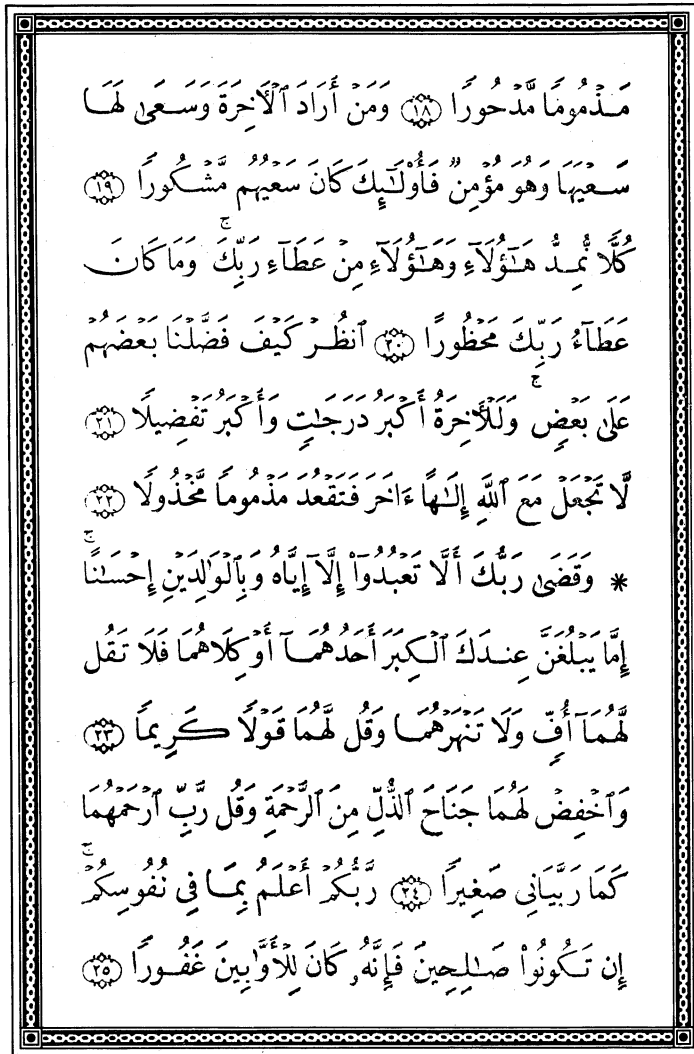 مَذْمُومًا مَّدْحُورًا ۝١٨ وَمَنْ أَرَادَ ٱلْأَخِرَةَ وَسَعَىٰ لَهَا
سَعْيَهَا وَهُوَ مُؤْمِنٌ فَأُوْلَٰٓئِكَ كَانَ سَعْيُهُم مَّشْكُورًا ۝١٩
كُلًّا نُّمِدُّ هَٰٓؤُلَآءِ وَهَٰٓؤُلَآءِ مِنْ عَطَآءِ رَبِّكَ ۚ وَمَا كَانَ
عَطَآءُ رَبِّكَ مَحْظُورًا ۝٢٠ ٱنظُرْ كَيْفَ فَضَّلْنَا بَعْضَهُمْ
عَلَىٰ بَعْضٍ ۚ وَلَلْأَخِرَةُ أَكْبَرُ دَرَجَٰتٍ وَأَكْبَرُ تَفْضِيلًا ۝٢١
لَّا تَجْعَلْ مَعَ ٱللَّهِ إِلَٰهًا ءَاخَرَ فَتَقْعُدَ مَذْمُومًا مَّخْذُولًا ۝٢٢
* وَقَضَىٰ رَبُّكَ أَلَّا تَعْبُدُوٓا۟ إِلَّآ إِيَّاهُ وَبِٱلْوَٰلِدَيْنِ إِحْسَٰنًا ۚ
إِمَّا يَبْلُغَنَّ عِندَكَ ٱلْكِبَرَ أَحَدُهُمَآ أَوْ كِلَاهُمَا فَلَا تَقُل
لَّهُمَآ أُفٍّ وَلَا تَنْهَرْهُمَا وَقُل لَّهُمَا قَوْلًا كَرِيمًا ۝٢٣
وَٱخْفِضْ لَهُمَا جَنَاحَ ٱلذُّلِّ مِنَ ٱلرَّحْمَةِ وَقُل رَّبِّ ٱرْحَمْهُمَا
كَمَا رَبَّيَانِى صَغِيرًا ۝٢٤ رَّبُّكُمْ أَعْلَمُ بِمَا فِى نُفُوسِكُمْ ۚ
إِن تَكُونُوا۟ صَٰلِحِينَ فَإِنَّهُۥ كَانَ لِلْأَوَّٰبِينَ غَفُورًا ۝٢٥